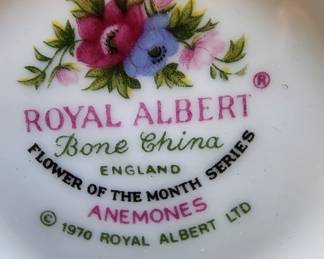 ROYAL ALBERT ®
Bone China
ENGLAND
FLOWER OF THE MONTH SERIES
ANEMONES
© 1970 ROYAL ALBERT LTD